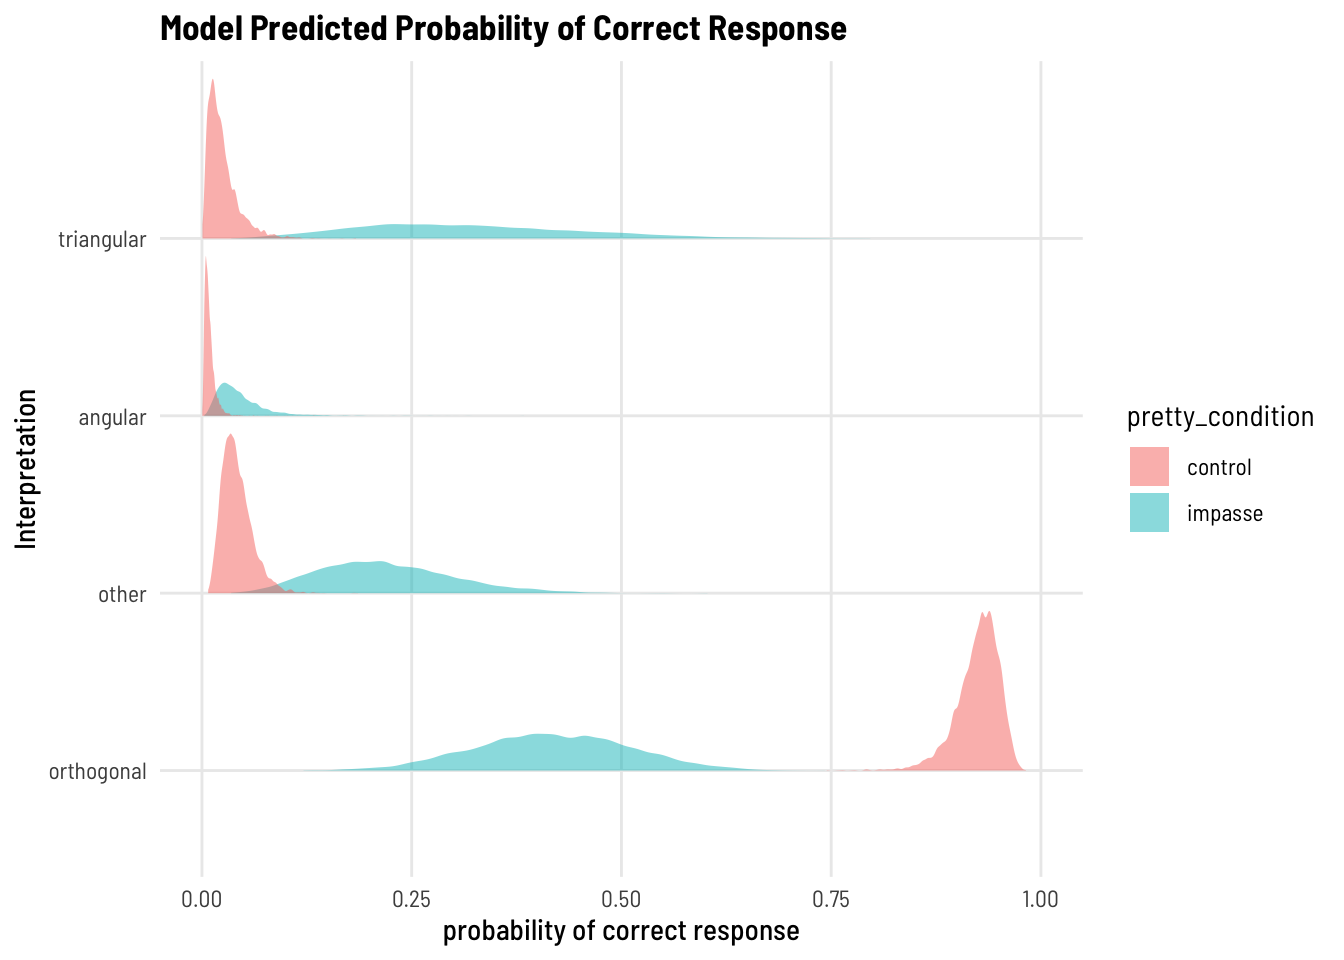 Model Predicted Probability of Correct Response
Interpretation
triangular
angular
other
orthogonal
0.00 0.25 0.50 0.75 1.00
probability of correct response
pretty_condition
control
impasse